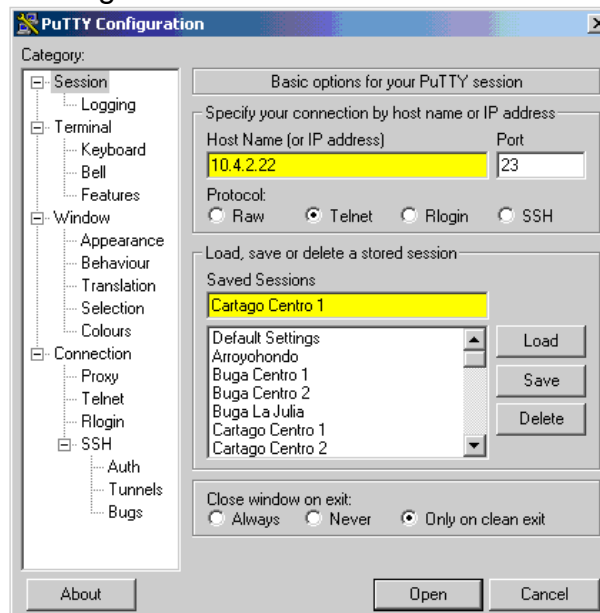 PuTTY Configuration
Category:
Session
Logging
Terminal
Keyboard
Bell
Features
Window
Appearance
Behaviour
Translation
Selection
Colours
Connection
Proxy
Telnet
Rlogin
SSH
Auth
Tunnels
Bugs
Basic options for your PuTTY session
Specify your connection by host name or IP address
Host Name (or IP address) Port
10.4.2.22 23
Protocol:
Raw Telnet Rlogin SSH
Load, save or delete a stored session
Saved Sessions
Cartago Centro 1
Default Settings
Arroyohondo
Buga Centro 1
Buga Centro 2
Buga La Julia
Cartago Centro 1
Cartago Centro 2
Load
Save
Delete
Close window on exit:
Always Never Only on clean exit
About Open Cancel